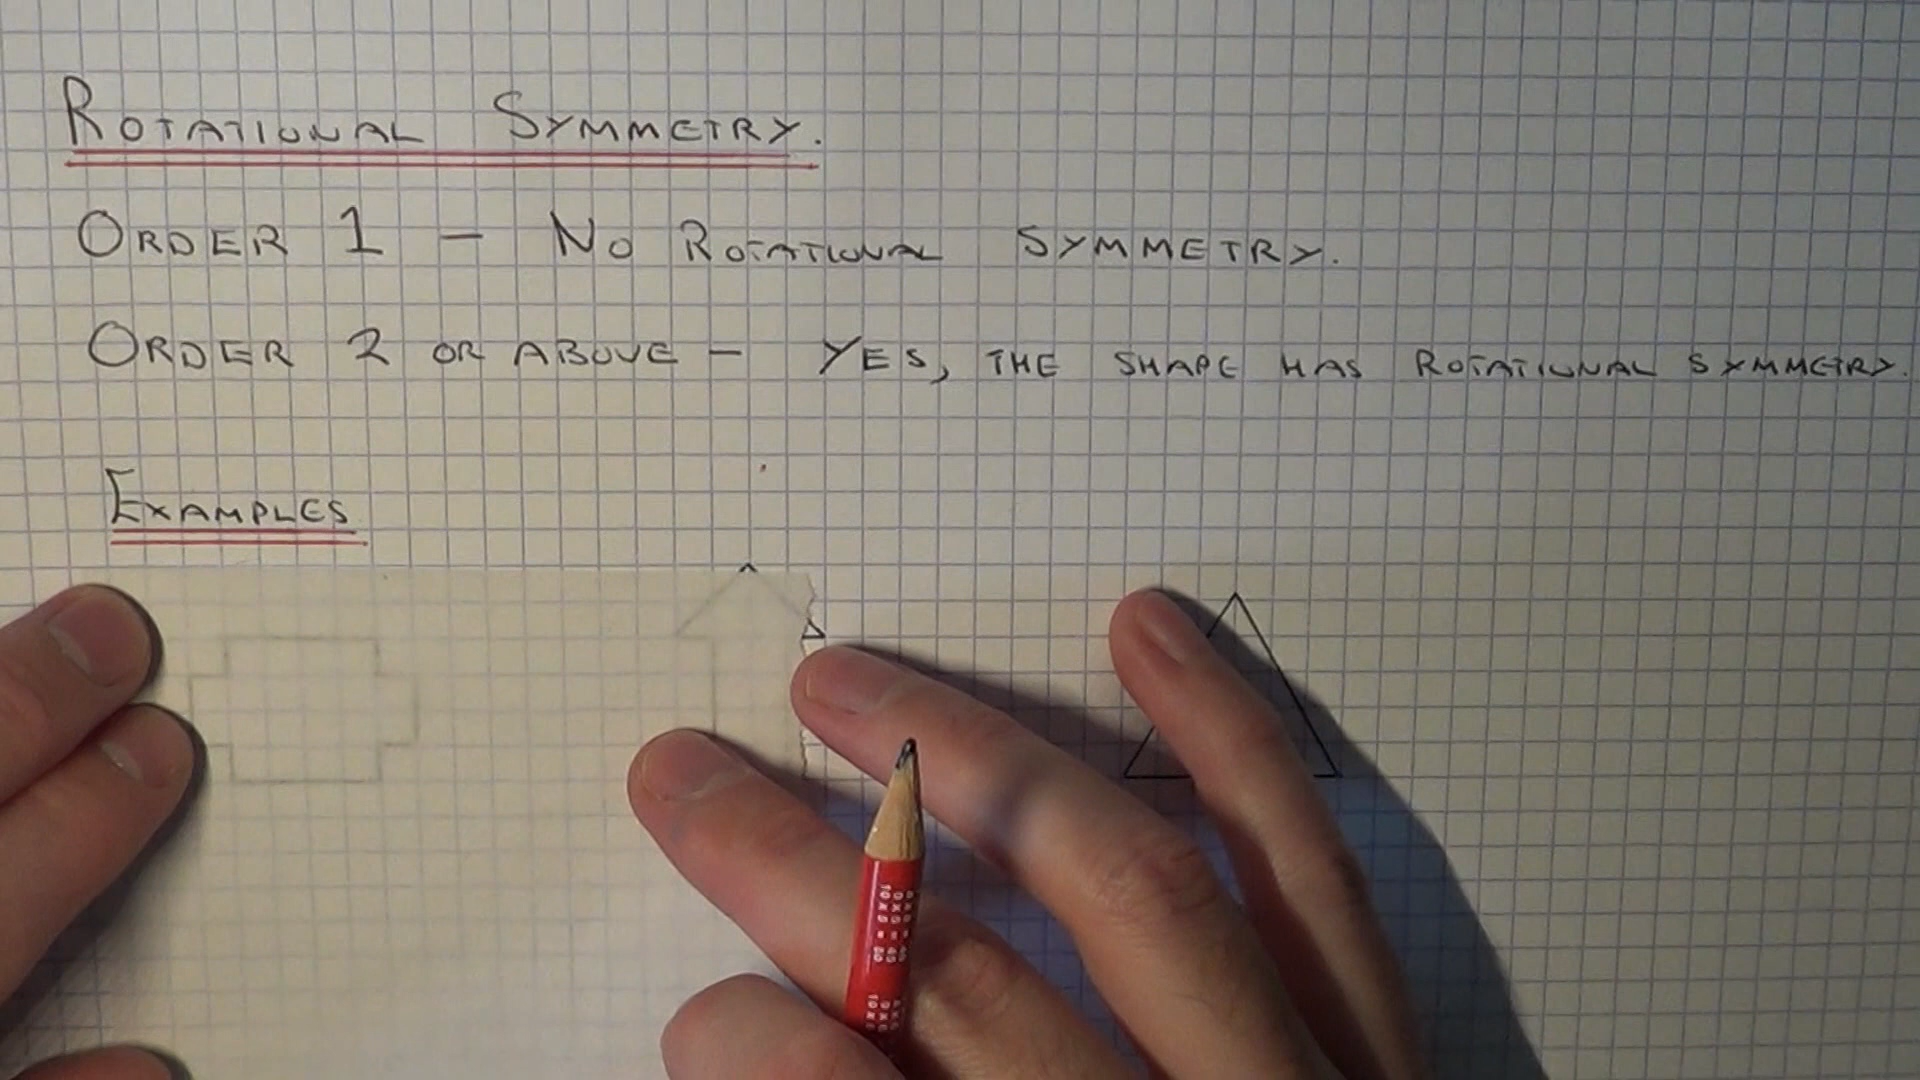 ROTATIONAL SYMMETRY.
ORDER 1 - NO ROTATIONAL SYMMETRY.
ORDER 2 OR ABOVE - YES, THE SHAPE HAS ROTATIONAL SYMMETRY.
EXAMPLES